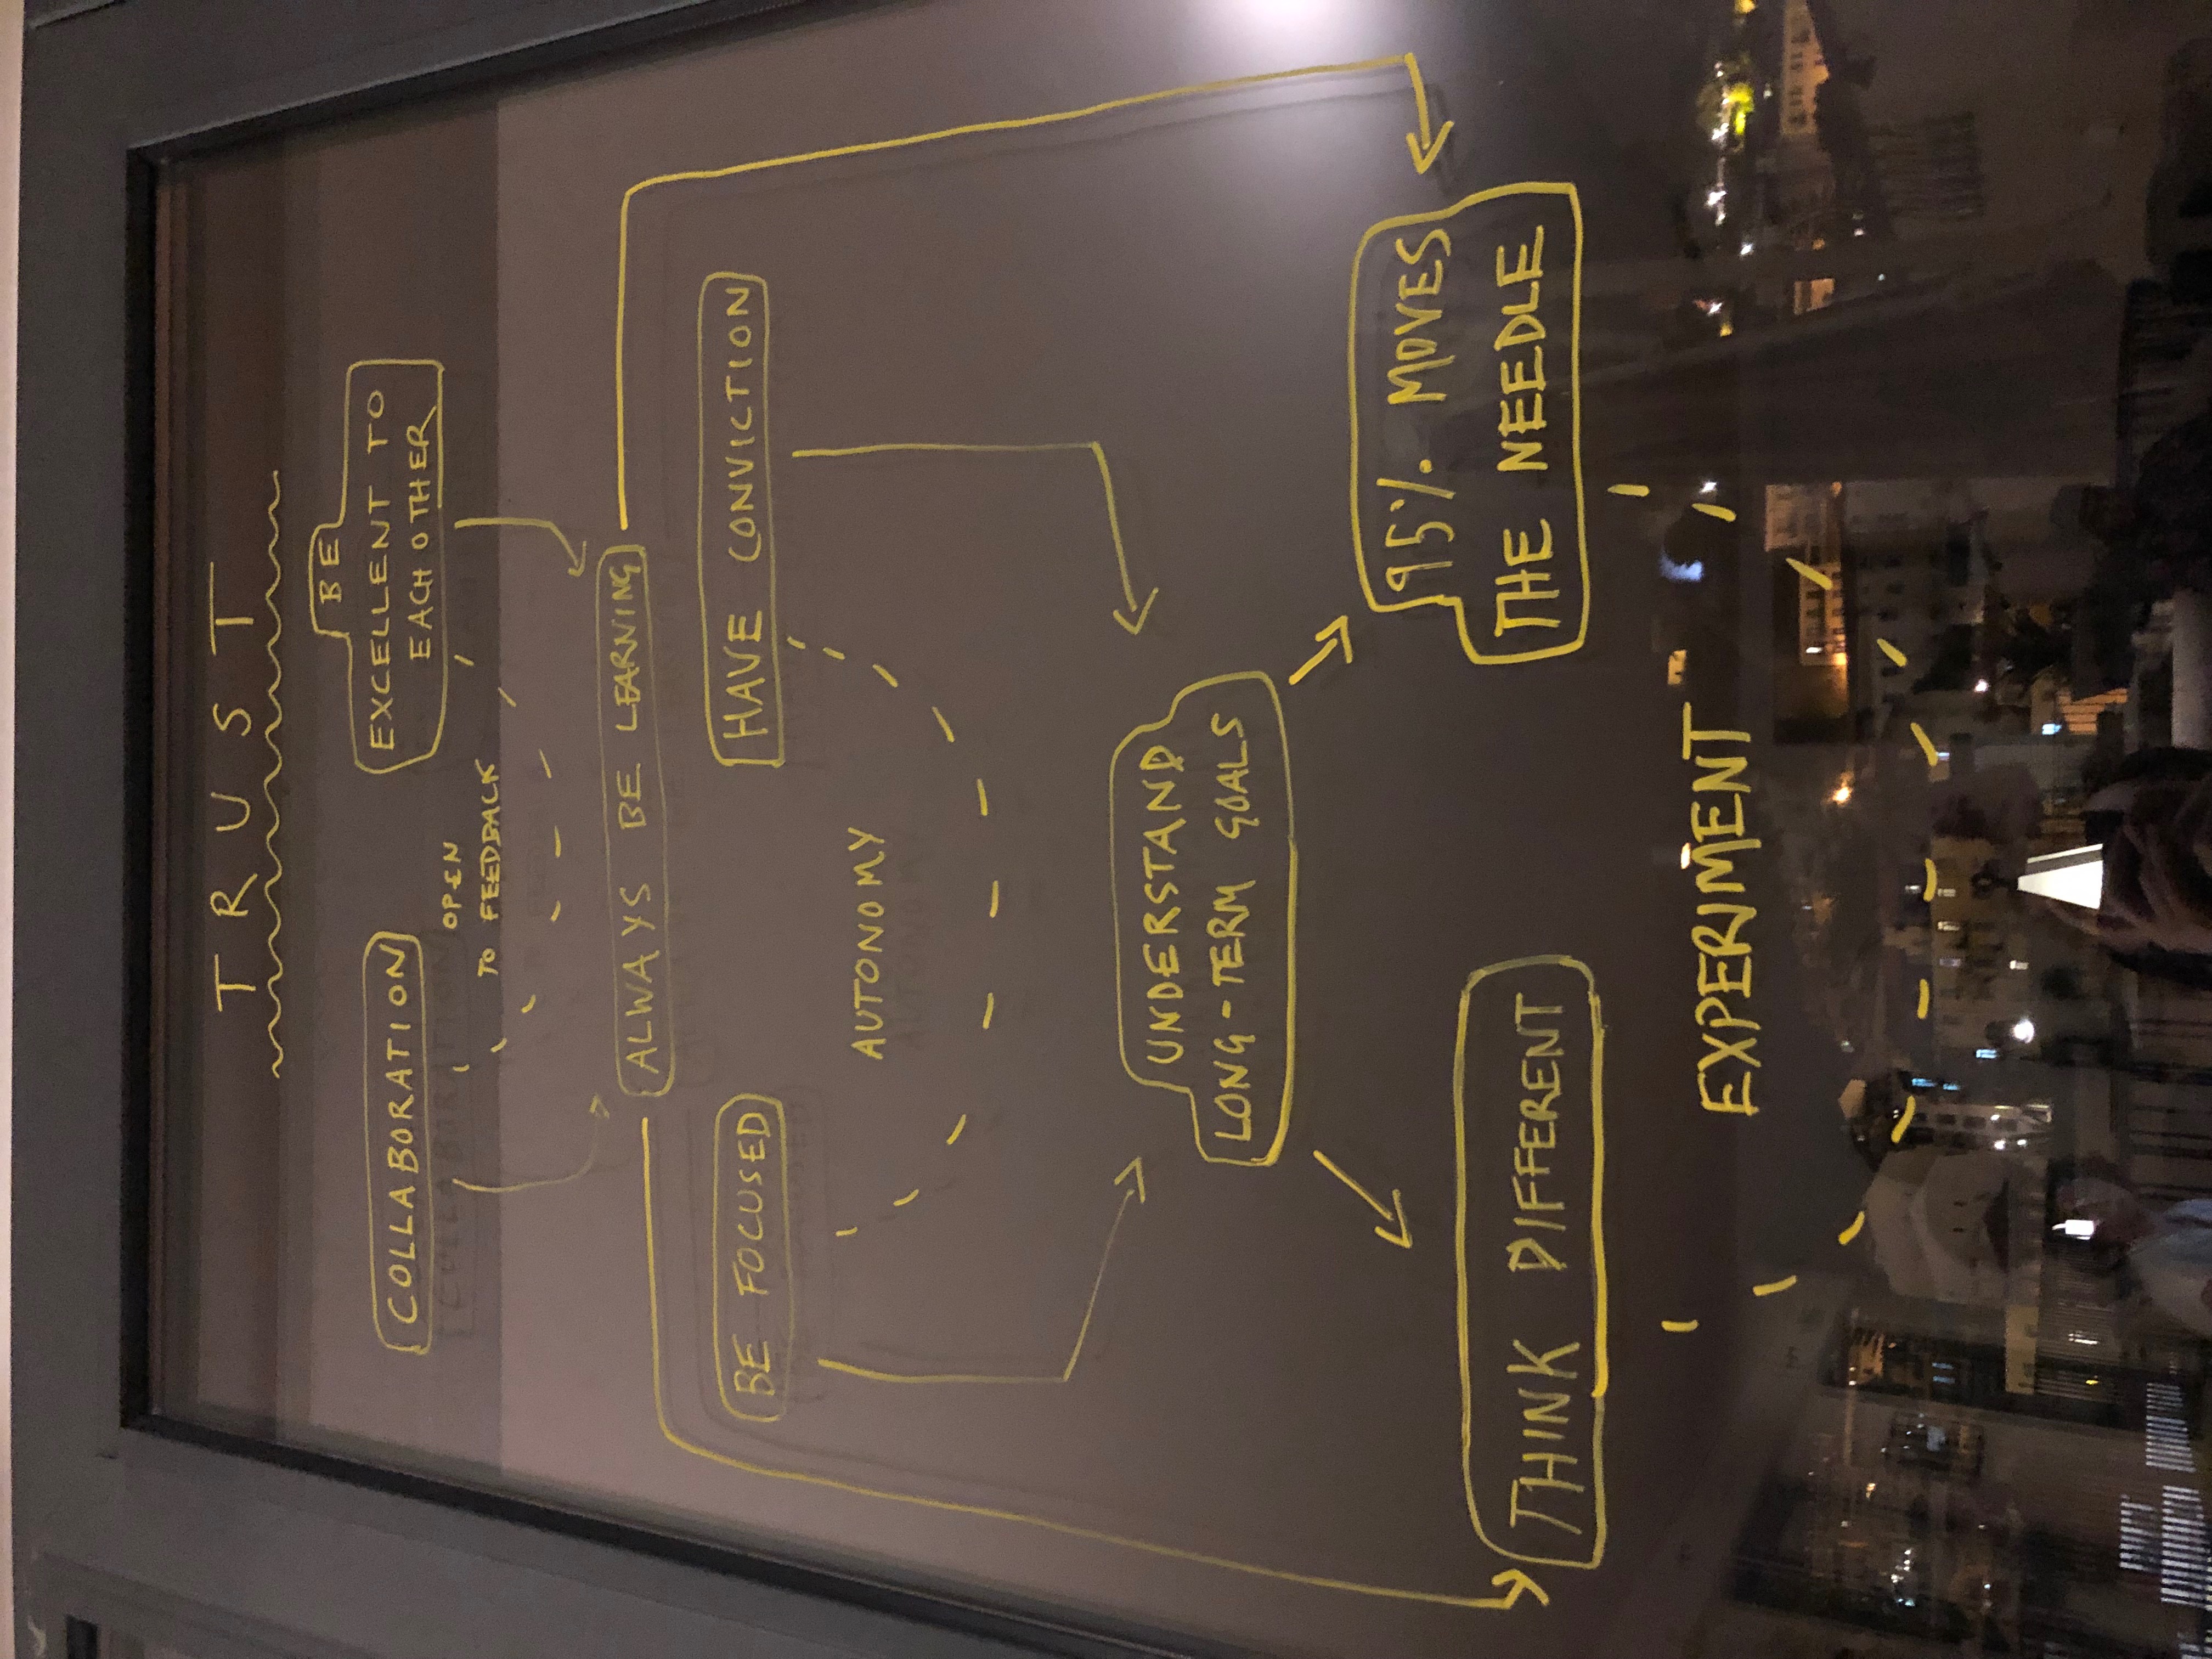 TRUST
COLLABORATION
BE
EXCELLENT TO
EACH OTHER
OPEN
TO FEEDBACK
ALWAYS BE LEARNING
BE FOCUSED
HAVE CONVICTION
AUTONOMY
UNDERSTAND
LONG-TERM GOALS
THINK DIFFERENT
95% MOVES
THE NEEDLE
EXPERIMENT